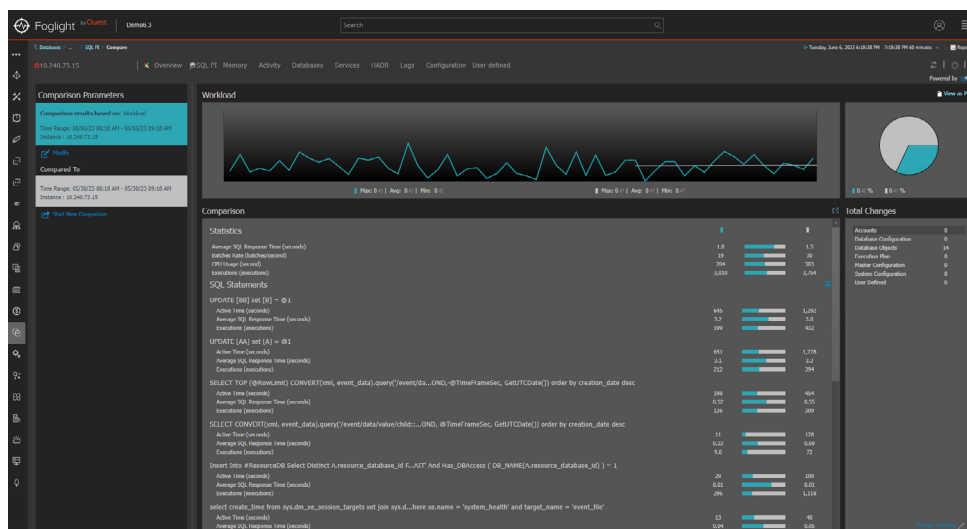 Foglight by Quest Demo6.3 Search
Databases > ... > SQL PI > Compare Tuesday, June 6, 2023 6:18:38 PM - 7:18:38 PM 60 minutes
10.240.73.15 Overview SQL PI Memory Activity Databases Services HADR Logs Configuration User defined
Powered by
Comparison Parameters
Comparison results based on: Workload
Time Range: 06/06/23 08:18 AM - 06/06/23 09:18 AM
Instance : 10.240.73.15
Modify
Compared To
Time Range: 05/30/23 08:18 AM - 05/30/23 09:18 AM
Instance : 10.240.73.15
Start New Comparison
Workload
View as
Max: Avg: Min:
Max: Avg: Min:
Comparison
Statistics
Average SQL Response Time (seconds) 1.8 1.3
Batches Rate (batches/second) 19
CPU Usage (second) 704
Executions (executions)
SQL Statements
UPDATE [BB] set [B] = @1
Active Time (seconds) 645 1,292
Average SQL Response Time (seconds) 3.2 3.0
Executions (executions) 199 432
UPDATE [AA] set [A] = @1
Active Time (seconds) 651
Average SQL Response Time (seconds) 3.1 3.2
Executions (executions) 212 394
SELECT TOP (@RowLimit) CONVERT(xml, event_data).query('/event/da...OND,-@TimeFrameSec, GetUTCDate()) order by creation_date desc
Active Time (seconds) 198 464
Average SQL Response Time (seconds) 0.52 0.55
Executions (executions) 126
SELECT CONVERT(xml, event_data).query('/event/data/value/child::...OND, @TimeFrameSec, GetUTCDate()) order by creation_date desc
Active Time (seconds) 11 128
Average SQL Response Time (seconds) 0.22 0.69
Executions (executions) 9.0 72
Insert Into #ResourceDB Select Distinct A.resource_database_id F...AIT' And Has_DBAccess ( DB_NAME(A.resource_database_id) ) = 1
Active Time (seconds) 29 109
Average SQL Response Time (seconds) 0.01 0.01
Executions (executions) 296 1,118
select create_time from sys.dm_xe_session_targets xet join sys.d...here xe.name = 'system_health' and target_name = 'event_file'
Active Time (seconds) 13 48
Average SQL Response Time (seconds) 0.04 0.05
Total Changes
Accounts 0
Database Configuration 0
Database Objects 14
Execution Plan 0
Master Configuration 0
System Configuration 0
User Defined 0